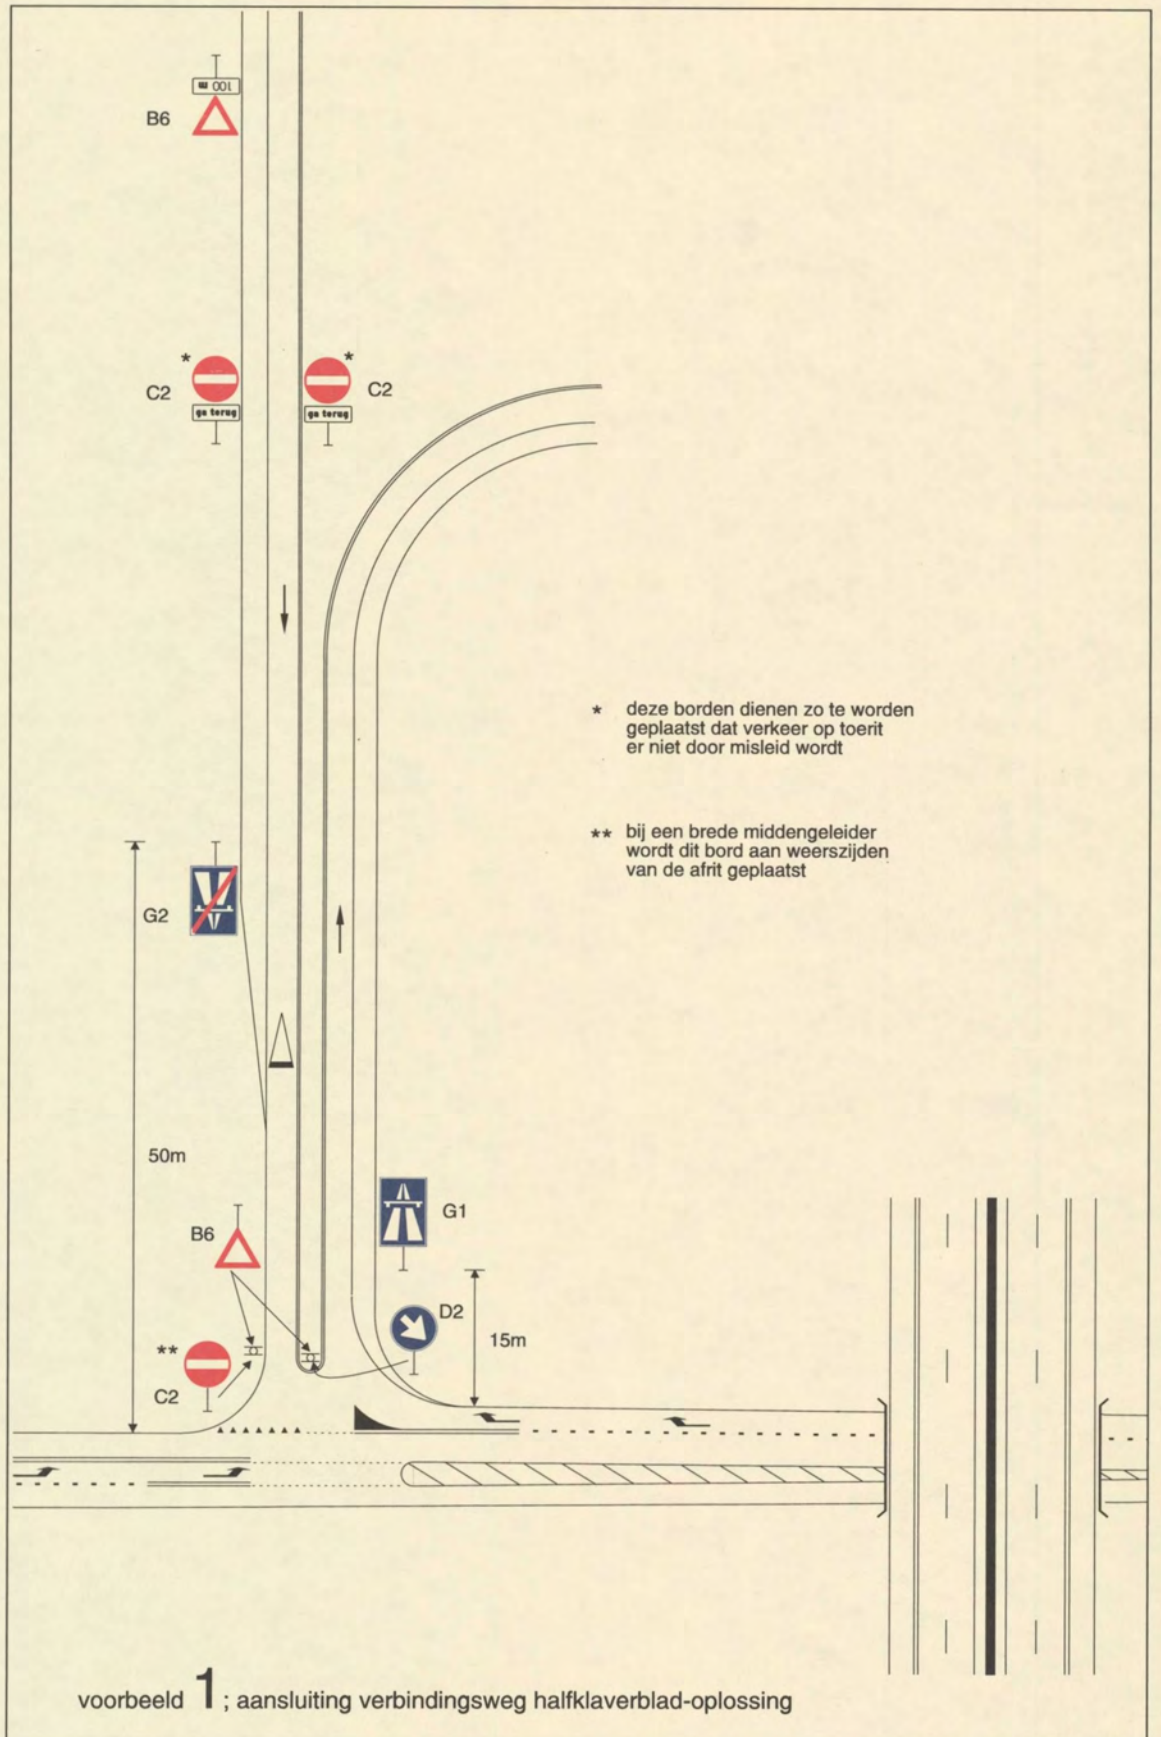 100 m
B6
*
*
C2
C2
ga terug
ga terug
* deze borden dienen zo te worden
geplaatst dat verkeer op toerit
er niet door misleid wordt
** bij een brede middengeleider
wordt dit bord aan weerszijden
van de afrit geplaatst
G2
50m
G1
B6
D2
15m
**
C2
voorbeeld 1 ; aansluiting verbindingsweg halfklaverblad-oplossing